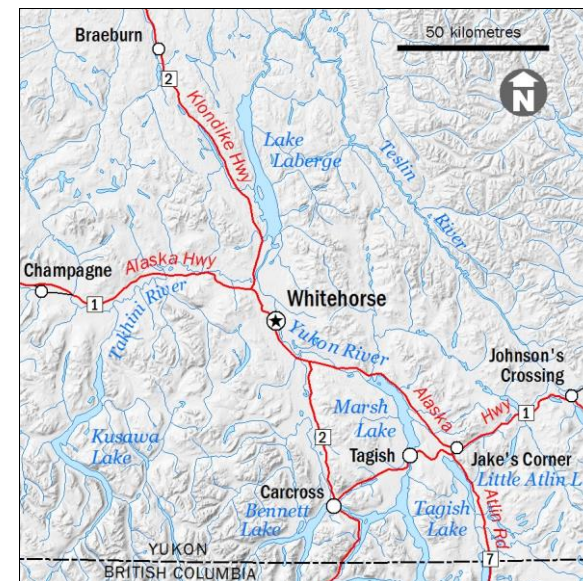 Braeburn
50 kilometres
N
2
Klondike Hwy
Lake
Laberge
Teslin
River
Champagne
Alaska Hwy
1
Takhini River
Whitehorse
Yukon River
Johnson's
Crossing
Alaska
Hwy
1
Marsh
Lake
2
Kusawa
Lake
Tagish
Jake's Corner
Little Atlin L
Carcross
Bennett
Lake
Tagish
Lake
Atlin Rd
7
YUKON
BRITISH COLUMBIA